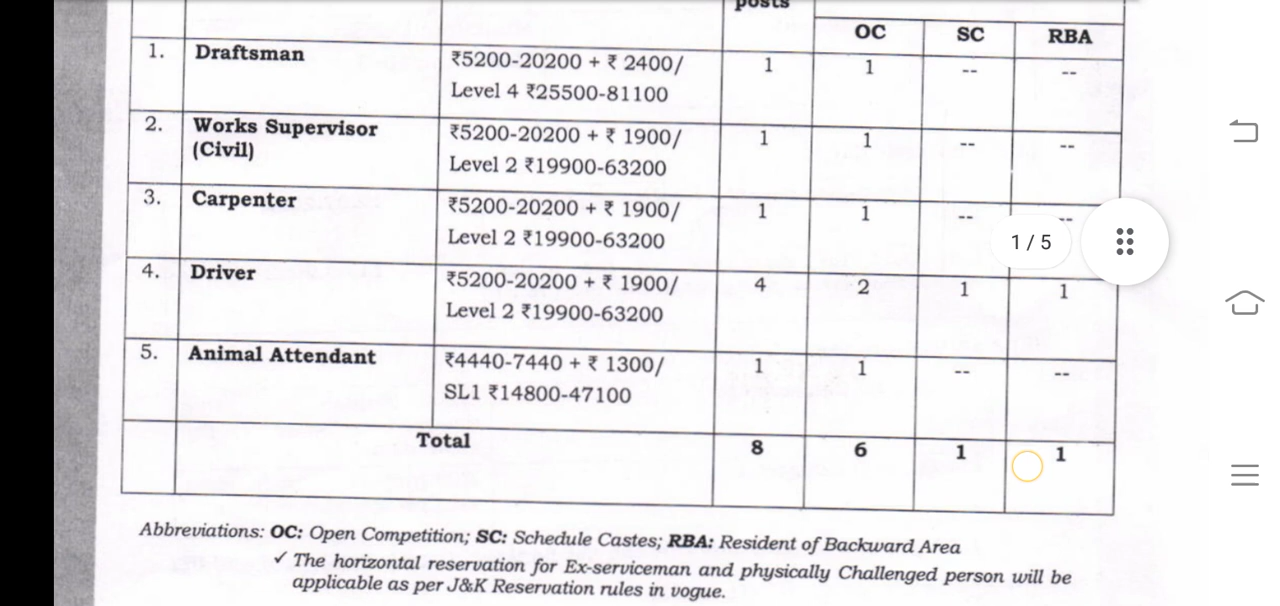 posts
OC SC RBA
1. Draftsman ₹5200-20200 + ₹ 2400/ 1 1 -- --
Level 4 ₹25500-81100
2. Works Supervisor ₹5200-20200 + ₹ 1900/ 1 1 -- --
(Civil) Level 2 ₹19900-63200
3. Carpenter ₹5200-20200 + ₹ 1900/ 1 1 -- --
Level 2 ₹19900-63200
1 / 5
4. Driver ₹5200-20200 + ₹ 1900/ 4 2 1 1
Level 2 ₹19900-63200
5. Animal Attendant ₹4440-7440 + ₹ 1300/ 1 1 -- --
SL1 ₹14800-47100
Total 8 6 1 1
Abbreviations: OC: Open Competition; SC: Schedule Castes; RBA: Resident of Backward Area
✓ The horizontal reservation for Ex-serviceman and physically Challenged person will be
applicable as per J&K Reservation rules in vogue.